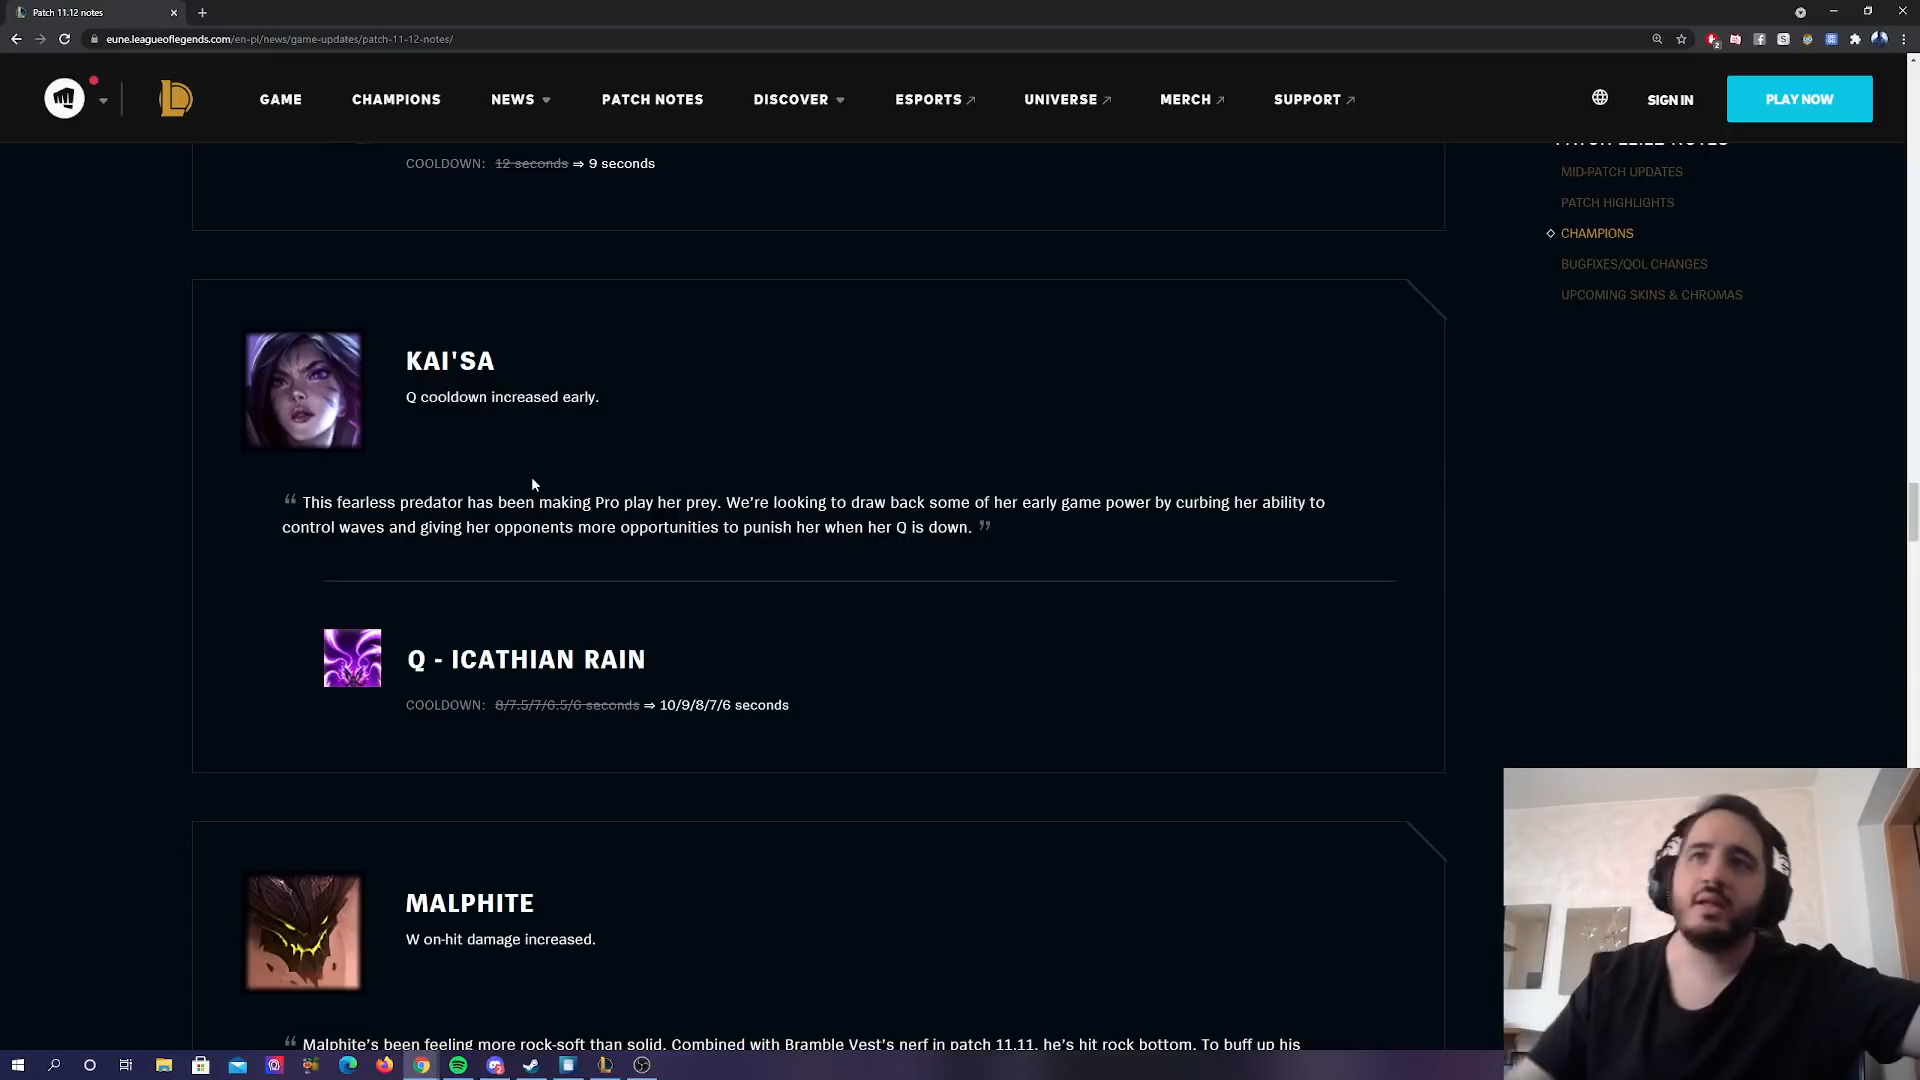 Patch 11.12 notes
eune.leagueoflegends.com/en-pl/news/game-updates/patch-11-12-notes/
GAME CHAMPIONS NEWS PATCH NOTES DISCOVER ESPORTS UNIVERSE MERCH SUPPORT SIGN IN PLAY NOW
COOLDOWN: 12 seconds ⇒ 9 seconds
PATCH 11.12 NOTES
MID-PATCH UPDATES
PATCH HIGHLIGHTS
CHAMPIONS
BUGFIXES/QOL CHANGES
UPCOMING SKINS & CHROMAS
KAI'SA
Q cooldown increased early.
“ This fearless predator has been making Pro play her prey. We’re looking to draw back some of her early game power by curbing her ability to
control waves and giving her opponents more opportunities to punish her when her Q is down. ”
Q - ICATHIAN RAIN
COOLDOWN: 8/7.5/7/6.5/6 seconds ⇒ 10/9/8/7/6 seconds
MALPHITE
W on-hit damage increased.
“ Malphite’s been feeling more rock-soft than solid. Combined with Bramble Vest’s nerf in patch 11.11, he’s hit rock bottom. To buff up his